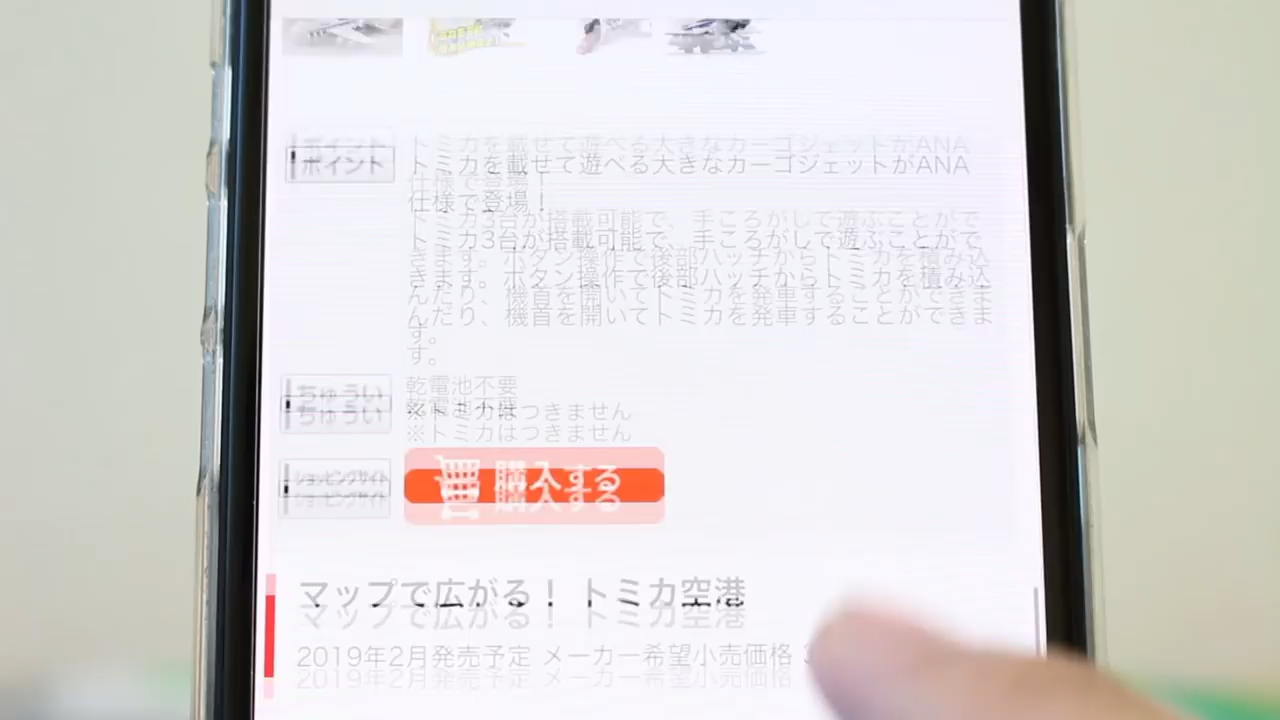 ポイント
トミカを載せて遊べる大きなカーゴジェットがANA
仕様で登場！
トミカ3台が搭載可能で、手ころがしして遊ぶことがで
きます。ボタン操作で後部ハッチからトミカを積み込
んだり、機首を開いてトミカを発車することができま
す。
ちゅうい
乾電池不要
※トミカはつきません
ショッピングサイト
購入する
マップで広がる！ トミカ空港
2019年2月発売予定 メーカー希望小売価格